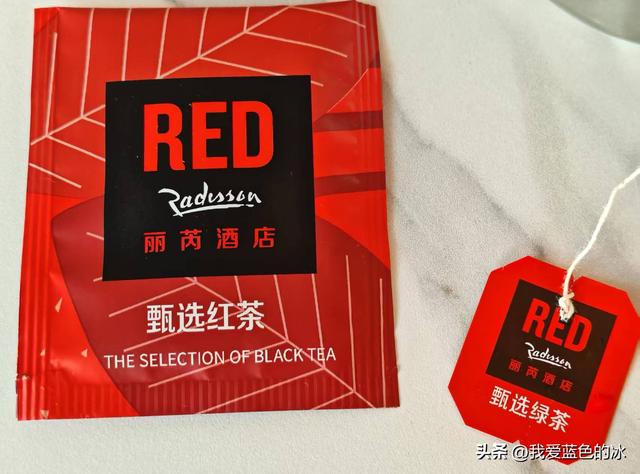 RED
Radisson
丽芮酒店
甄选红茶
THE SELECTION OF BLACK TEA
RED
Radisson
丽芮酒店
甄选绿茶
头条 @我爱蓝色的冰